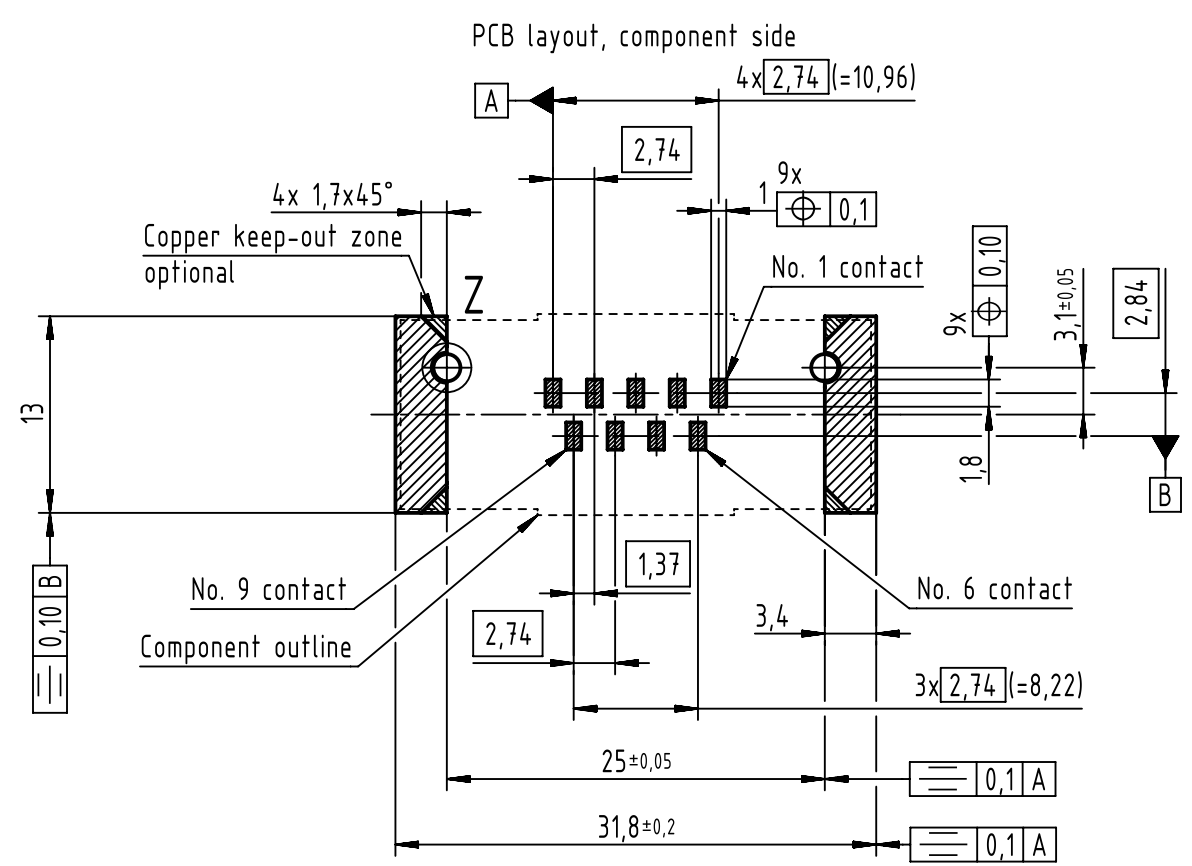 PCB layout, component side
4x 2,74 (=10,96)
A
2,74
9x
1
0,1
4x 1,7x45°
Copper keep-out zone
optional
Z
No. 1 contact
9x
0,10
3,1±0,05
2,84
13
1,8
B
0,10 B
No. 9 contact
1,37
No. 6 contact
2,74
3,4
Component outline
3x 2,74 (=8,22)
25±0,05
0,1 A
31,8±0,2
0,1 A